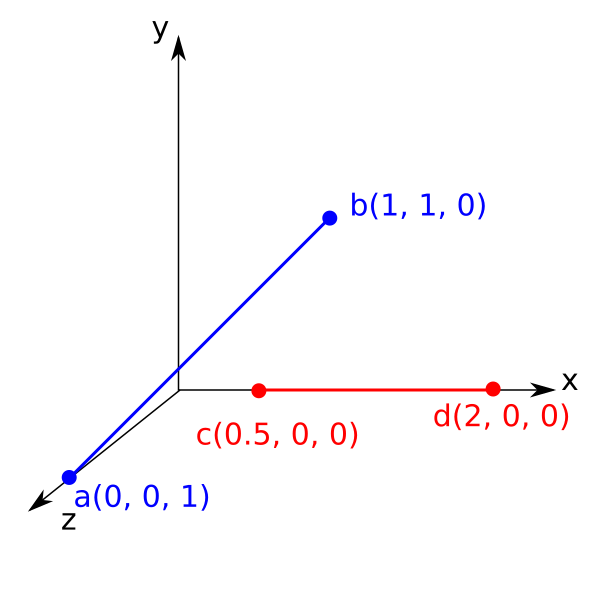 y
b(1, 1, 0)
x
d(2, 0, 0)
c(0.5, 0, 0)
a(0, 0, 1)
z